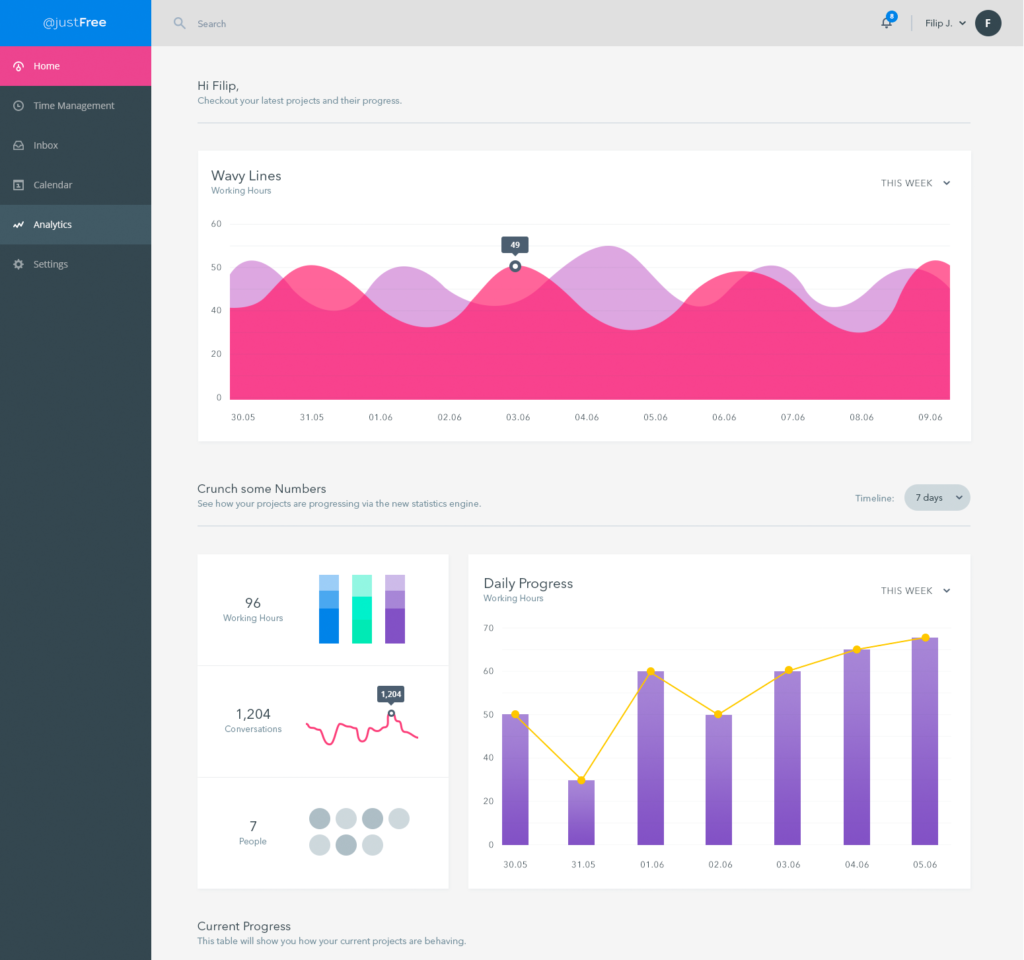 @justFree
Search
8
Filip J.
F
Home
Time Management
Inbox
Calendar
Analytics
Settings
Hi Filip,
Checkout your latest projects and their progress.
Wavy Lines
Working Hours
THIS WEEK
60
50
40
20
0
49
30.05 31.05 01.06 02.06 03.06 04.06 05.06 06.06 07.06 08.06 09.06
Crunch some Numbers
See how your projects are progressing via the new statistics engine.
Timeline: 7 days
96
Working Hours
1,204
Conversations
1,204
7
People
Daily Progress
Working Hours
THIS WEEK
70
60
50
40
20
0
30.05 31.05 01.06 02.06 03.06 04.06 05.06
Current Progress
This table will show you how your current projects are behaving.